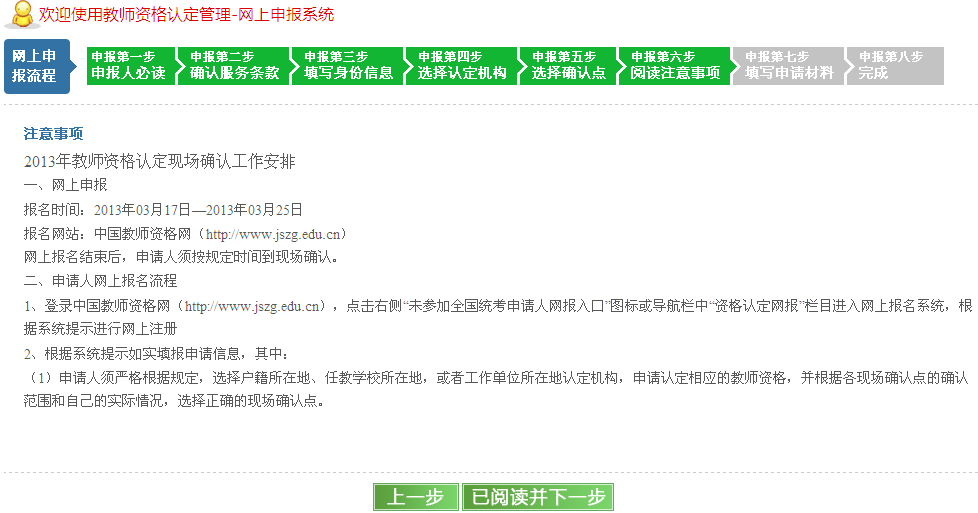 欢迎使用教师资格认定管理-网上申报系统
网上申
报流程
申报第一步
申报人必读
申报第二步
确认服务条款
申报第三步
填写身份信息
申报第四步
选择认定机构
申报第五步
选择确认点
申报第六步
阅读注意事项
申报第七步
填写申请材料
申报第八步
完成
注意事项
2013年教师资格认定现场确认工作安排
一、网上申报
报名时间：2013年03月17日—2013年03月25日
报名网站：中国教师资格网（http://www.jszg.edu.cn）
网上报名结束后，申请人须按规定时间到现场确认。
二、申请人网上报名流程
1、登录中国教师资格网（http://www.jszg.edu.cn），点击右侧“未参加全国统考申请人网报入口”图标或导航栏中“资格认定网报”栏目进入网上报名系统，根
据系统提示进行网上注册
2、根据系统提示如实填报申请信息，其中：
（1）申请人须严格根据规定，选择户籍所在地、任教学校所在地，或者工作单位所在地认定机构，申请认定相应的教师资格，并根据各现场确认点的确认
范围和自己的实际情况，选择正确的现场确认点。
上一步
已阅读并下一步